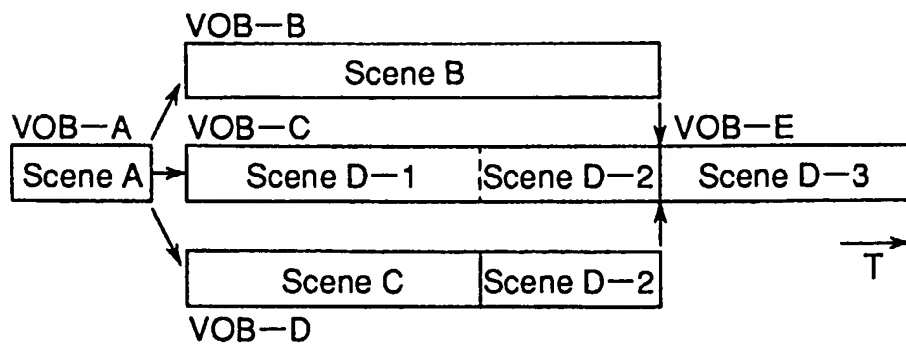 VOB—B
Scene B
VOB—A
VOB—C
VOB—E
Scene A
Scene D—1
Scene D—2
Scene D—3
T
Scene C
Scene D—2
VOB—D